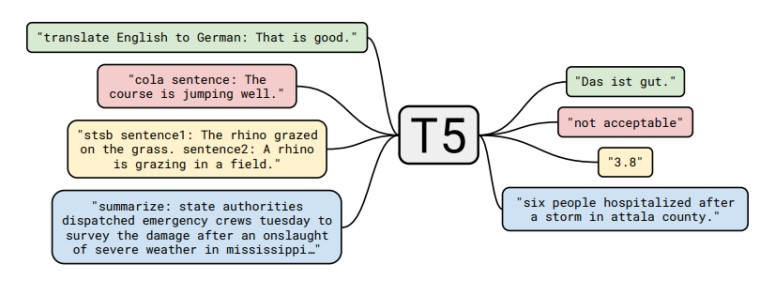 "translate English to German: That is good."
"cola sentence: The
course is jumping well."
"stsb sentence1: The rhino grazed
on the grass. sentence2: A rhino
is grazing in a field."
"summarize: state authorities
dispatched emergency crews tuesday to
survey the damage after an onslaught
of severe weather in mississippi…"
T5
"Das ist gut."
"not acceptable"
"3.8"
"six people hospitalized after
a storm in attala county."